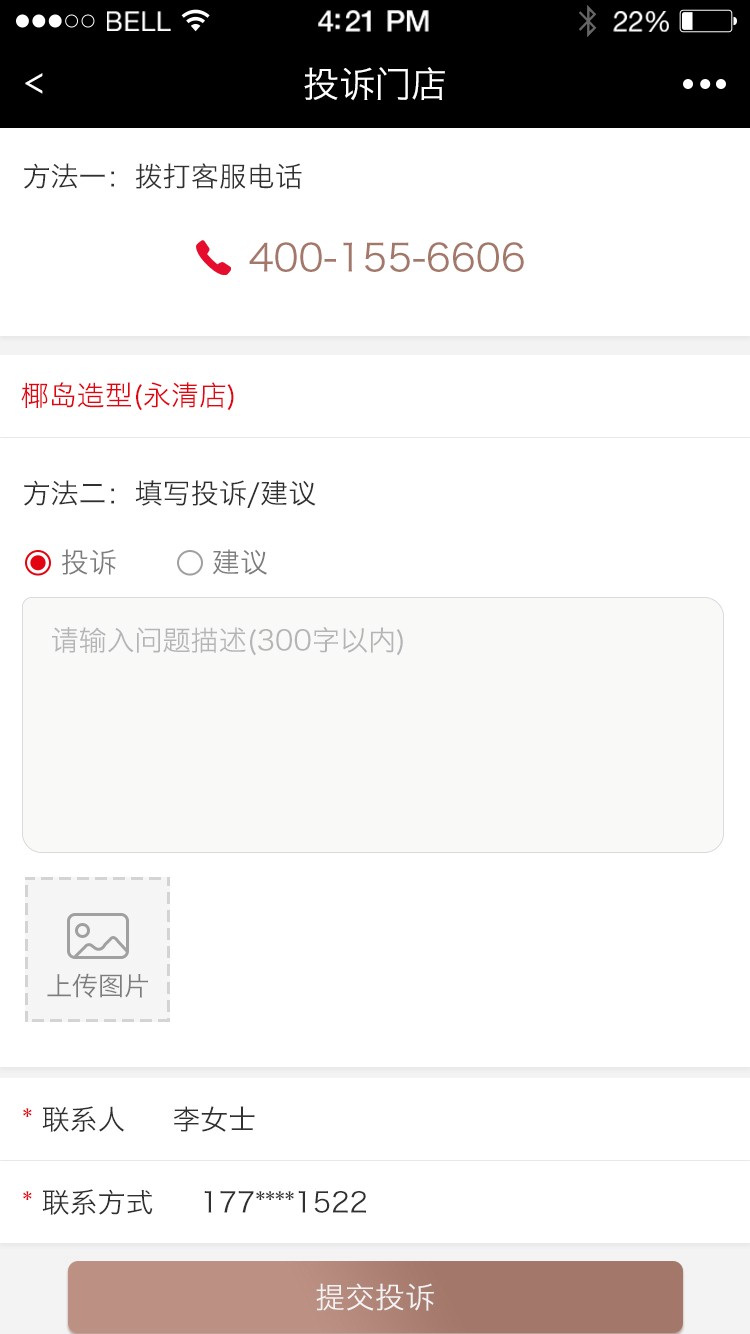 BELL 4:21 PM 22%
< 投诉门店
方法一：拨打客服电话
400-155-6606
椰岛造型(永清店)
方法二：填写投诉/建议
投诉 建议
请输入问题描述(300字以内)
上传图片
* 联系人 李女士
* 联系方式 177****1522
提交投诉